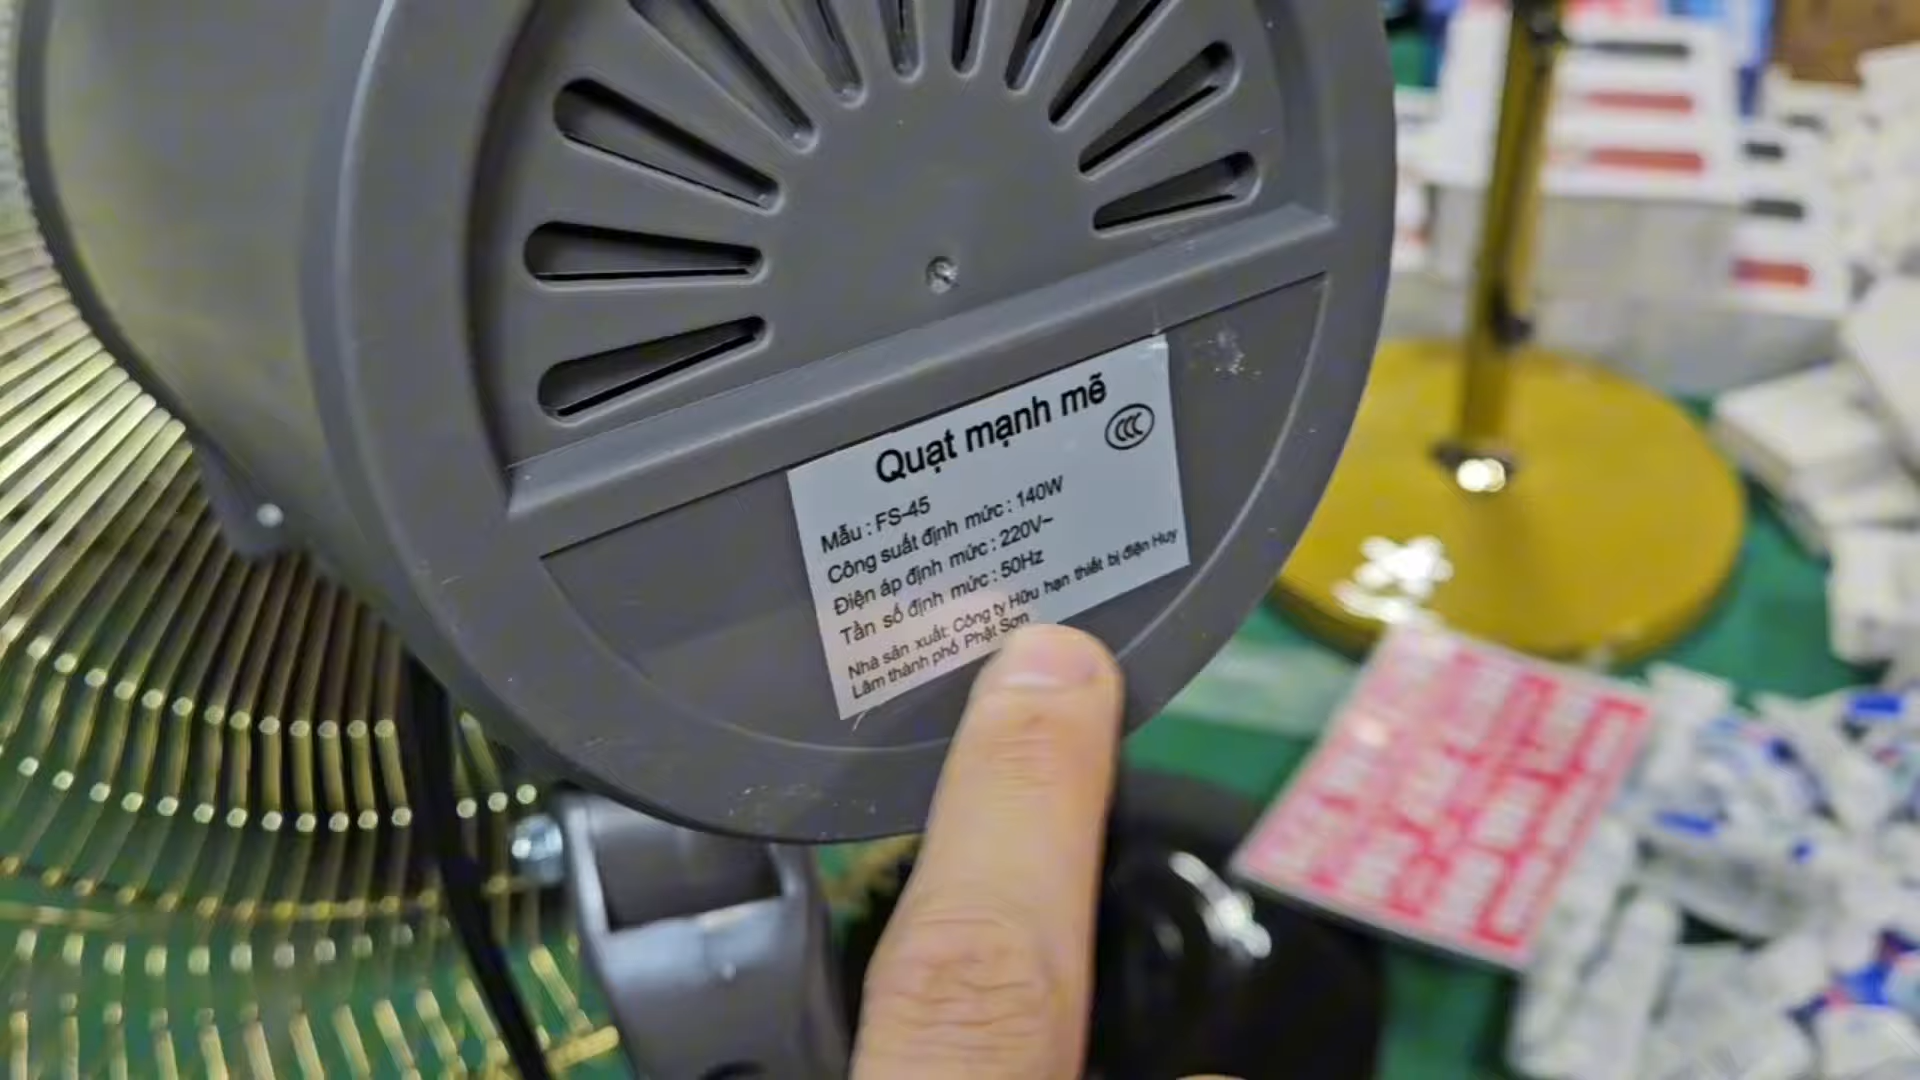 Quạt mạnh mẽ
Mẫu : FS-45
Công suất định mức : 140W
Điện áp định mức : 220V~
Tần số định mức : 50Hz
Nhà sản xuất: Công ty Hữu hạn thiết bị điện Huy
Lâm thành phố Phật Sơn